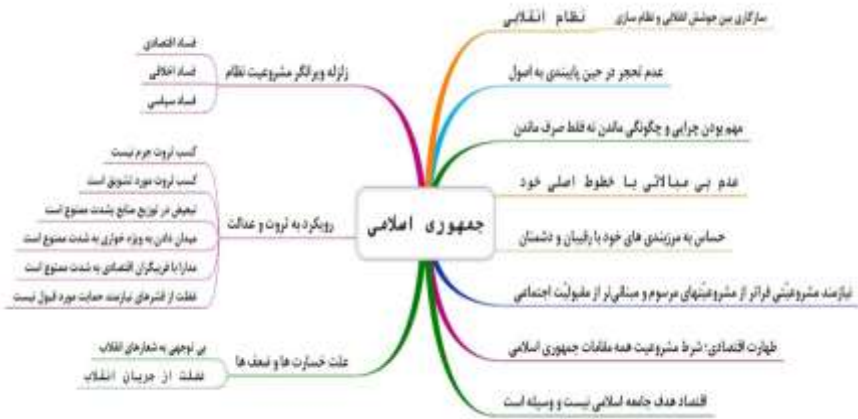 جمهوری اسلامی
نظام انقلابی
سازگاری بین جوشش انقلابی و نظام سازی
عدم تحجر در حین پایبندی به اصول
مهم بودن چرایی و چگونگی ماندن نه فقط صرف ماندن
عدم بی مبالاتی با خطوط اصلی خود
حساس به مرزبندی های خود با رقیبان و دشمنان
نیازمند مشروعیّتی فراتر از مشروعیّتهای مرسوم و مبنائی‌تر از مقبولیّت اجتماعی
طهارت اقتصادی؛ شرط مشروعیت همه مقامات جمهوری اسلامی
اقتصاد هدف جامعه اسلامی نیست و وسیله است
زلزله ویرانگر مشروعیت نظام
فساد اقتصادی
فساد اخلاقی
فساد سیاسی
رویکرد به ثروت و عدالت
کسب ثروت جرم نیست
کسب ثروت مورد تشویق است
تبعیض در توزیع منابع بشدت ممنوع است
میدان دادن به ویژه خواری به شدت ممنوع است
مدارا با فریبگران اقتصادی به شدت ممنوع است
غفلت از قشرهای نیازمند حمایت مورد قبول نیست
علت خسارت ها و ضعف ها
بی توجهی به شعارهای انقلاب
غفلت از جریان انقلاب